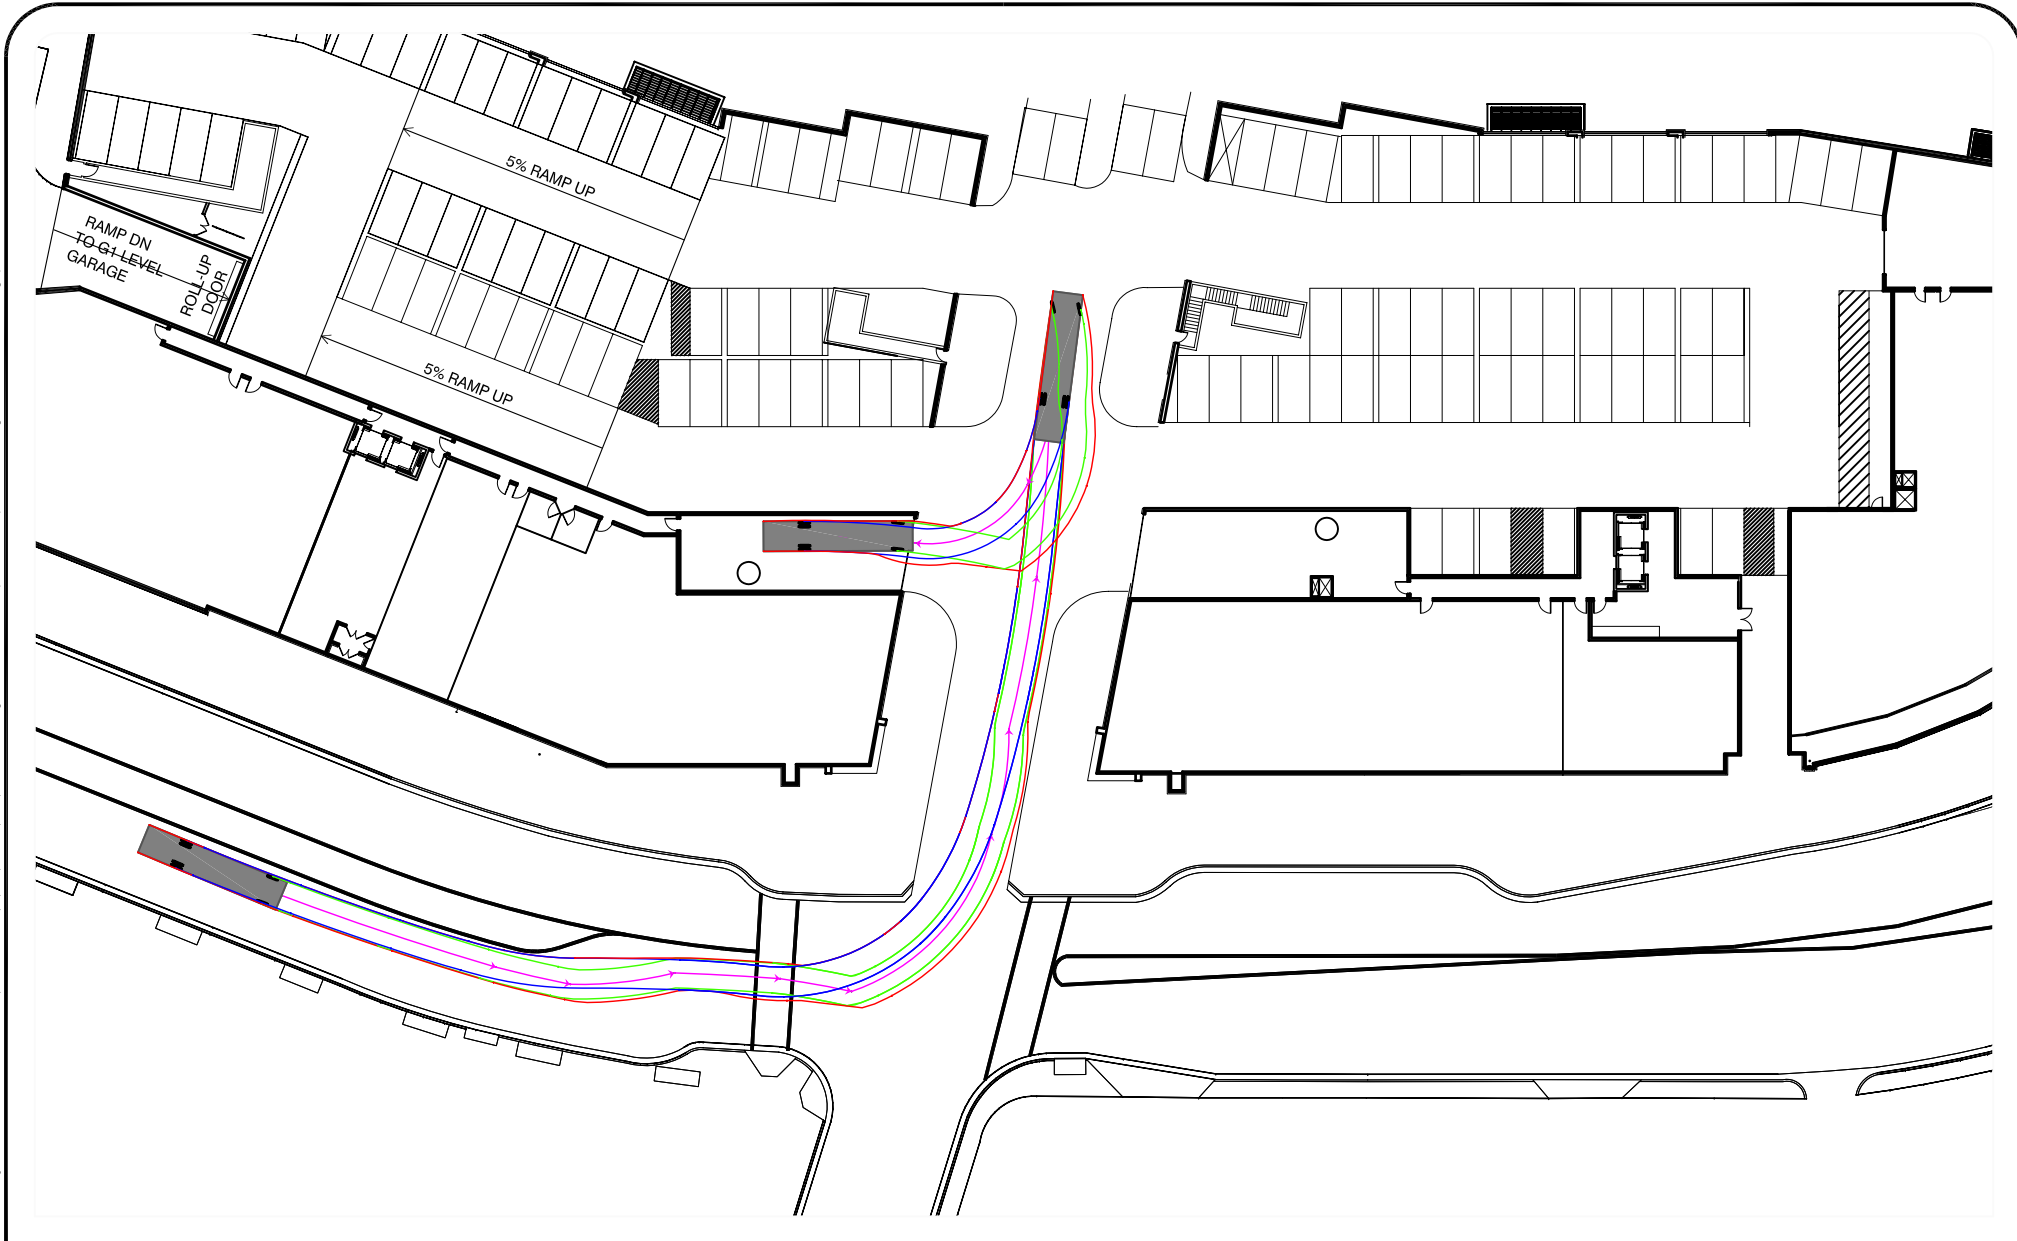 5% RAMP UP
RAMP DN
TO G1 LEVEL
GARAGE
ROLL-UP
DOOR
5% RAMP UP